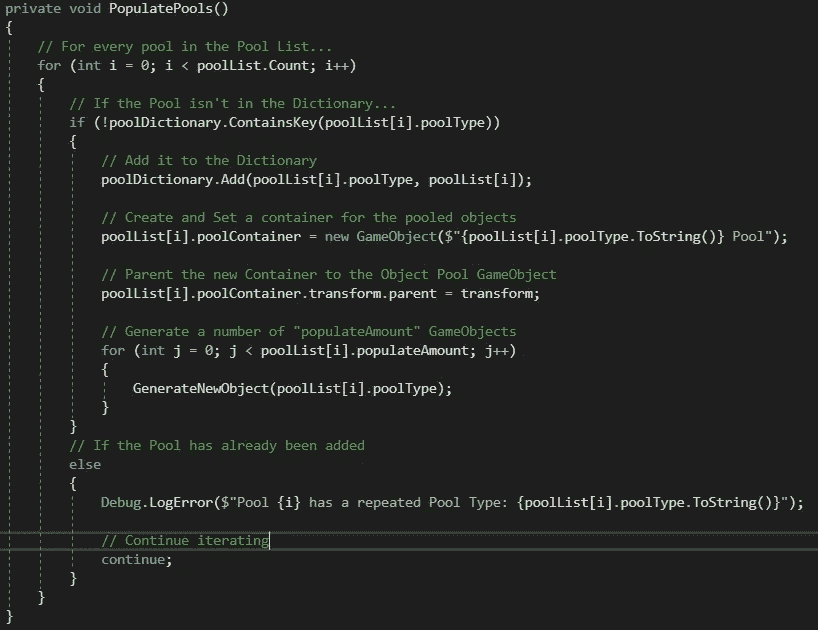 private void PopulatePools()
{
// For every pool in the Pool List...
for (int i = 0; i < poolList.Count; i++)
{
// If the Pool isn't in the Dictionary...
if (!poolDictionary.ContainsKey(poolList[i].poolType))
{
// Add it to the Dictionary
poolDictionary.Add(poolList[i].poolType, poolList[i]);
// Create and Set a container for the pooled objects
poolList[i].poolContainer = new GameObject($"{poolList[i].poolType.ToString()} Pool");
// Parent the new Container to the Object Pool GameObject
poolList[i].poolContainer.transform.parent = transform;
// Generate a number of "populateAmount" GameObjects
for (int j = 0; j < poolList[i].populateAmount; j++)
{
GenerateNewObject(poolList[i].poolType);
}
}
// If the Pool has already been added
else
{
Debug.LogError($"Pool {i} has a repeated Pool Type: {poolList[i].poolType.ToString()}");
// Continue iterating
continue;
}
}
}